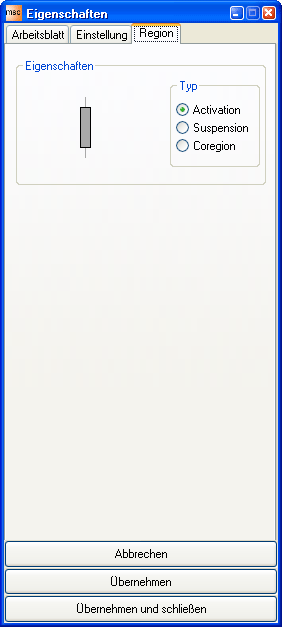 msc Eigenschaften
Arbeitsblatt Einstellung Region
Eigenschaften
Typ
Activation
Suspension
Coregion
Abbrechen
Übernehmen
Übernehmen und schließen